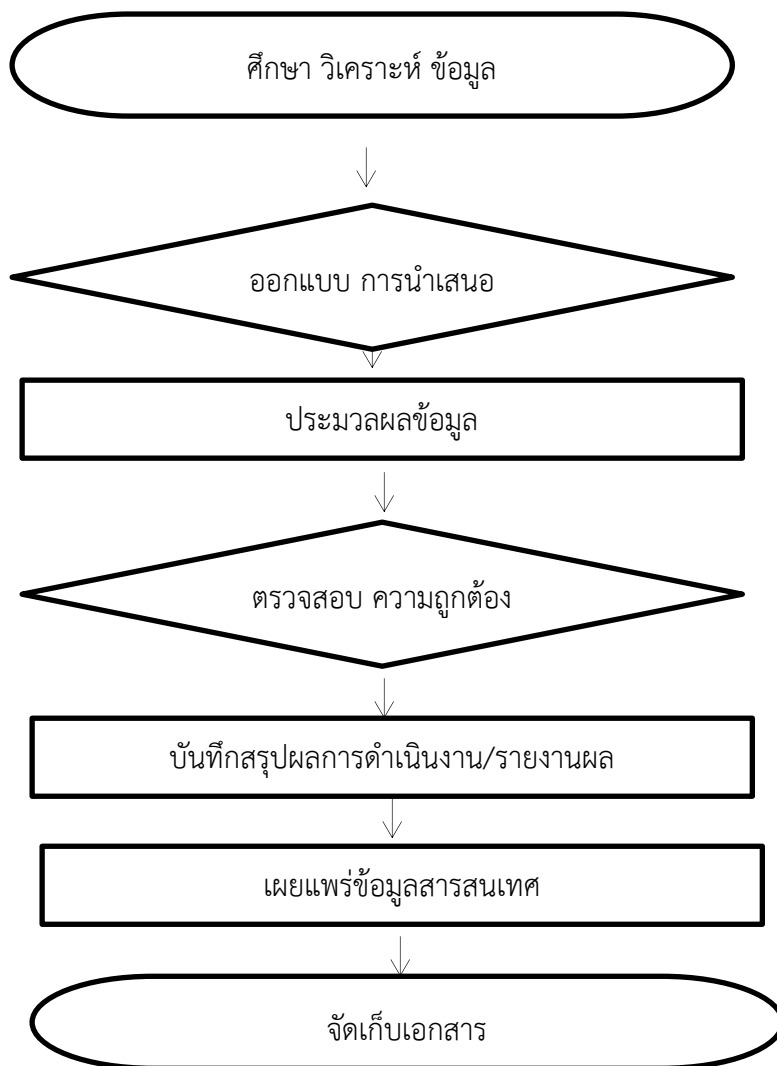 ศึกษา วิเคราะห์ ข้อมูล
ออกแบบ การนำเสนอ
ประมวลผลข้อมูล
ตรวจสอบ ความถูกต้อง
บันทึกสรุปผลการดำเนินงาน/รายงานผล
เผยแพร่ข้อมูลสารสนเทศ
จัดเก็บเอกสาร